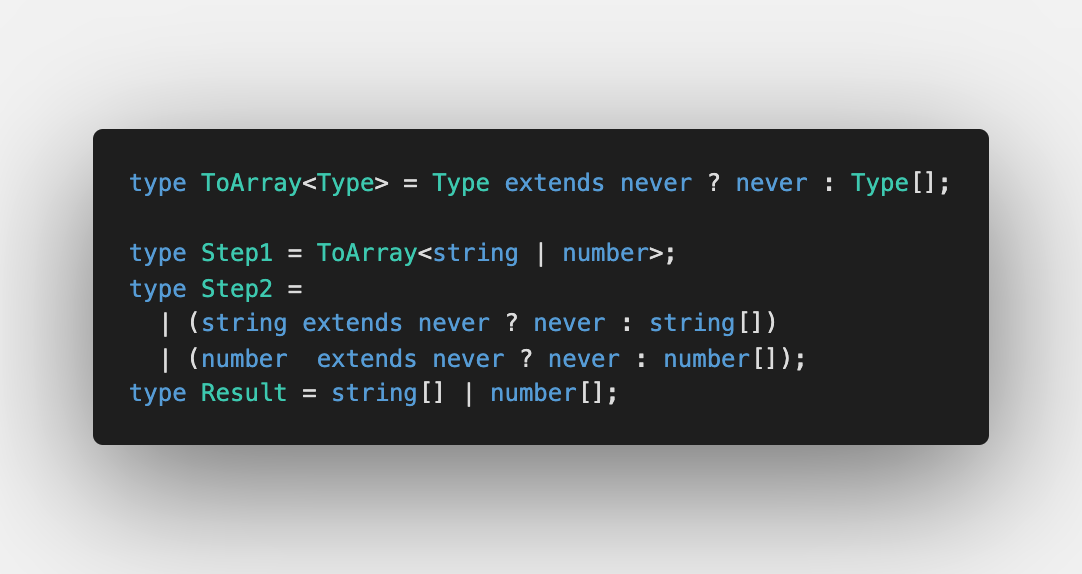 type ToArray<Type> = Type extends never ? never : Type[];
type Step1 = ToArray<string | number>;
type Step2 =
| (string extends never ? never : string[])
| (number  extends never ? never : number[]);
type Result = string[] | number[];